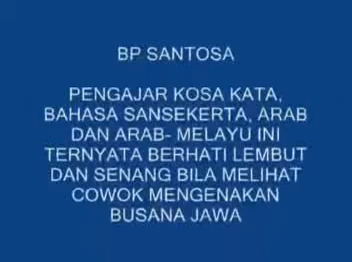 BP SANTOSA
PENGAJAR KOSA KATA,
BAHASA SANSEKERTA, ARAB
DAN ARAB- MELAYU INI
TERNYATA BERHATI LEMBUT
DAN SENANG BILA MELIHAT
COWOK MENGENAKAN
BUSANA JAWA